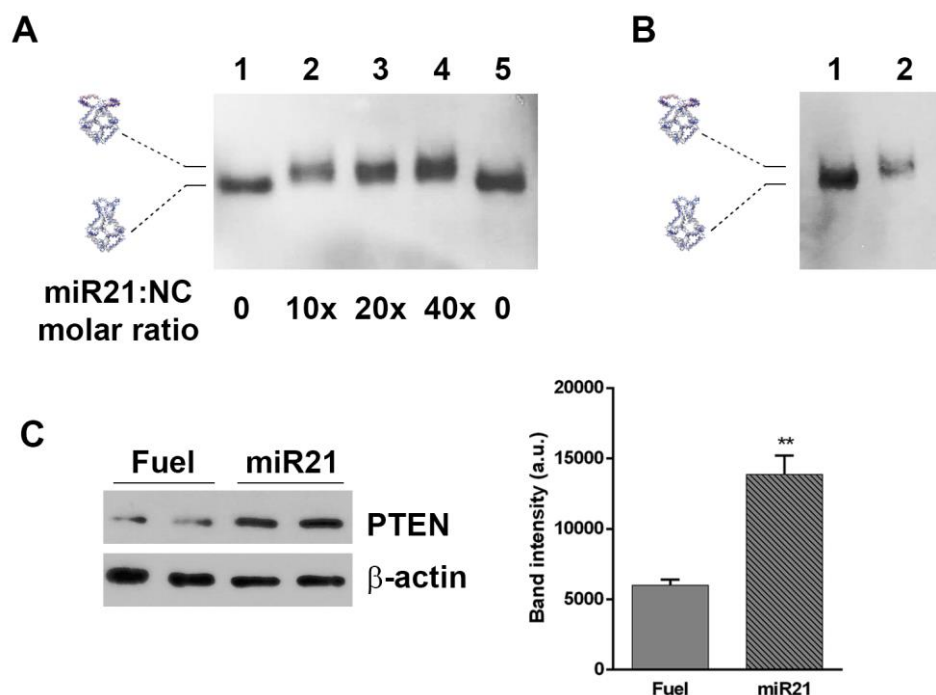 A
1 2 3 4 5
miR21:NC
molar ratio
0 10x 20x 40x 0
B
1 2
C
Fuel miR21
PTEN
β-actin
Band intensity (a.u.)
20000
15000
10000
5000
0
**
Fuel miR21